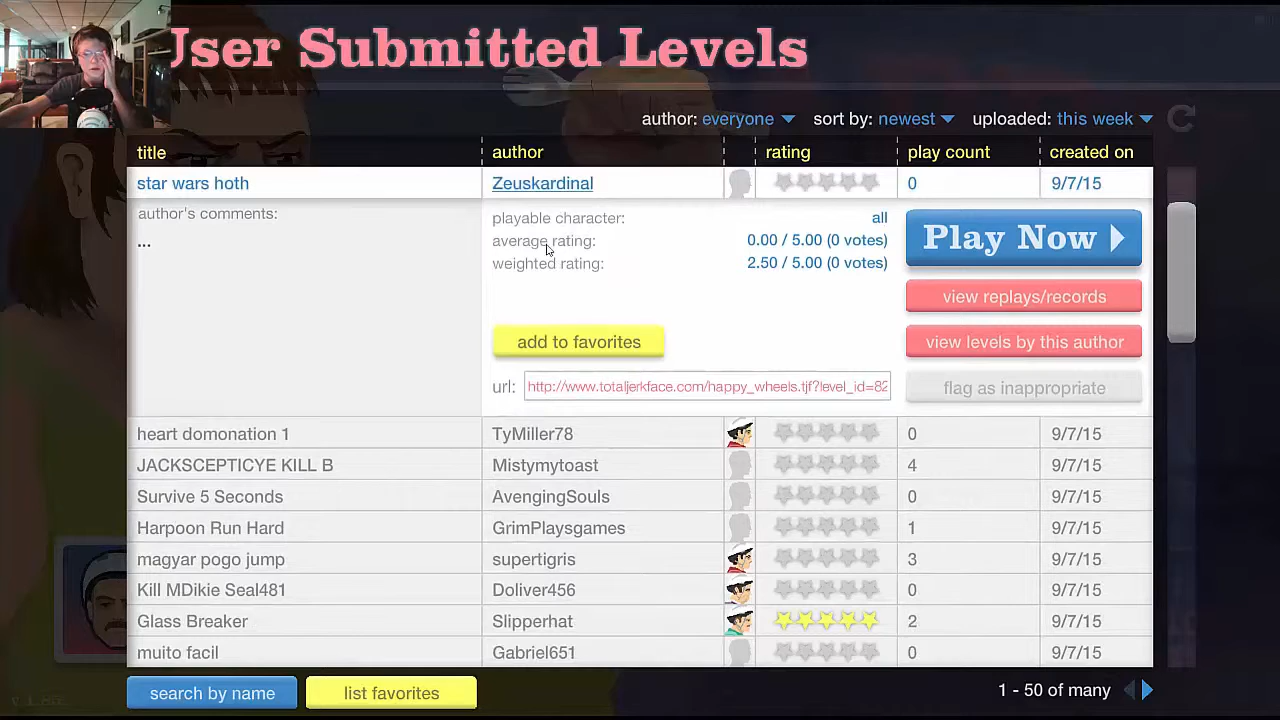 User Submitted Levels
author: everyone sort by: newest uploaded: this week
title author rating play count created on
star wars hoth Zeuskardinal 0 9/7/15
author's comments:
...
playable character: all
average rating: 0.00 / 5.00 (0 votes)
weighted rating: 2.50 / 5.00 (0 votes)
Play Now
view replays/records
add to favorites
view levels by this author
url: http://www.totaljerkface.com/happy_wheels.tjf?level_id=82
flag as inappropriate
heart domonation 1 TyMiller78 0 9/7/15
JACKSCEPTICYE KILL B Mistymytoast 4 9/7/15
Survive 5 Seconds AvengingSouls 0 9/7/15
Harpoon Run Hard GrimPlaysgames 1 9/7/15
magyar pogo jump supertigris 3 9/7/15
Kill MDikie Seal481 Doliver456 0 9/7/15
Glass Breaker Slipperhat 2 9/7/15
muito facil Gabriel651 0 9/7/15
search by name list favorites 1 - 50 of many